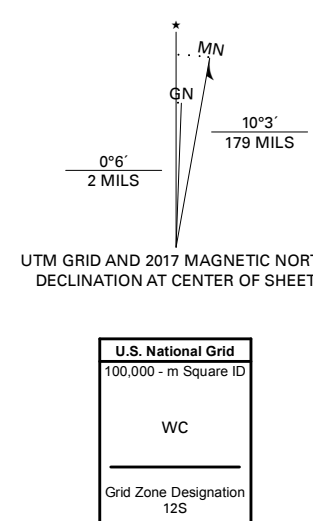 ★
MN
GN
10°3´
179 MILS
0°6´
2 MILS
UTM GRID AND 2017 MAGNETIC NORT
DECLINATION AT CENTER OF SHEET
U.S. National Grid
100,000 - m Square ID
WC
Grid Zone Designation
12S